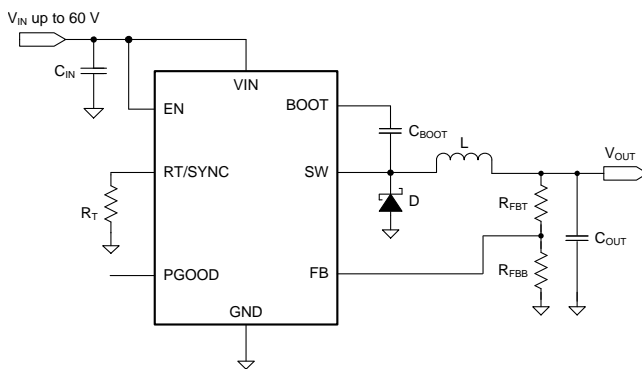 VIN up to 60 V
CIN
VIN
EN
BOOT
CBOOT
L
RT/SYNC
SW
VOUT
RT
D
RFBT
COUT
PGOOD
FB
RFBB
GND